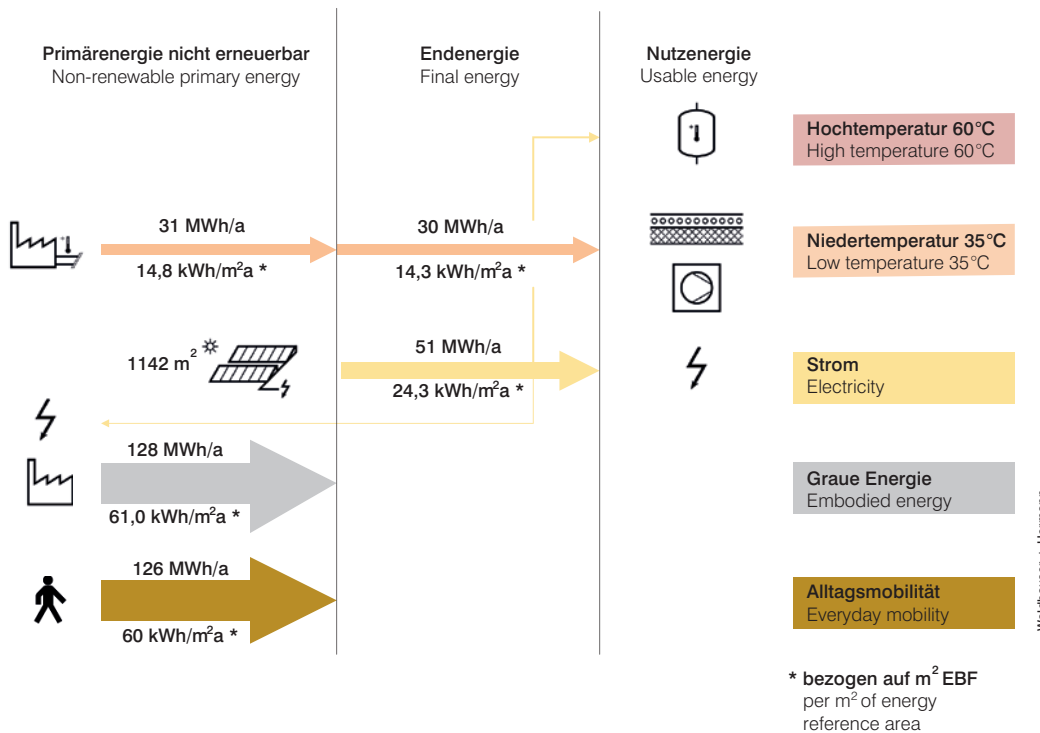 Primärenergie nicht erneuerbar
Non-renewable primary energy
Endenergie
Final energy
Nutzenergie
Usable energy
Hochtemperatur 60°C
High temperature 60°C
31 MWh/a
14,8 kWh/m²a *
30 MWh/a
14,3 kWh/m²a *
Niedertemperatur 35°C
Low temperature 35°C
1142 m²
51 MWh/a
24,3 kWh/m²a *
Strom
Electricity
128 MWh/a
61,0 kWh/m²a *
Graue Energie
Embodied energy
126 MWh/a
60 kWh/m²a *
Alltagsmobilität
Everyday mobility
* bezogen auf m² EBF
per m² of energy
reference area